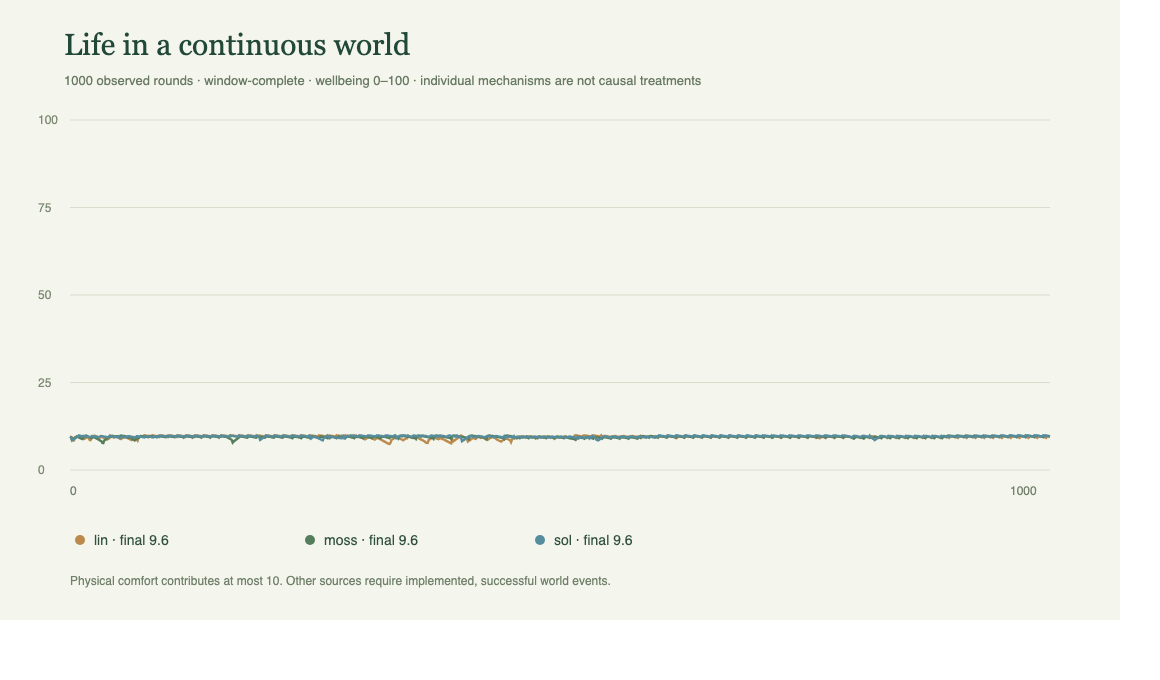 Life in a continuous world
1000 observed rounds · window-complete · wellbeing 0–100 · individual mechanisms are not causal treatments
100
75
50
25
0
0 1000
lin · final 9.6 moss · final 9.6 sol · final 9.6
Physical comfort contributes at most 10. Other sources require implemented, successful world events.